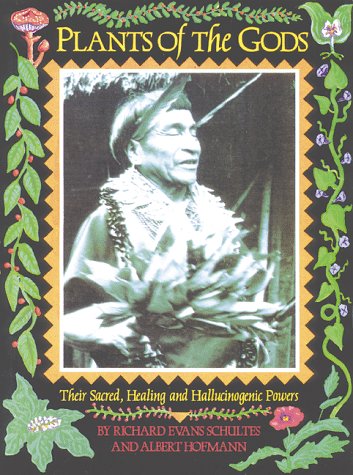 PLANTS OF THE GODS
Their Sacred, Healing and Hallucinogenic Powers
BY RICHARD EVANS SCHULTES
AND ALBERT HOFMANN